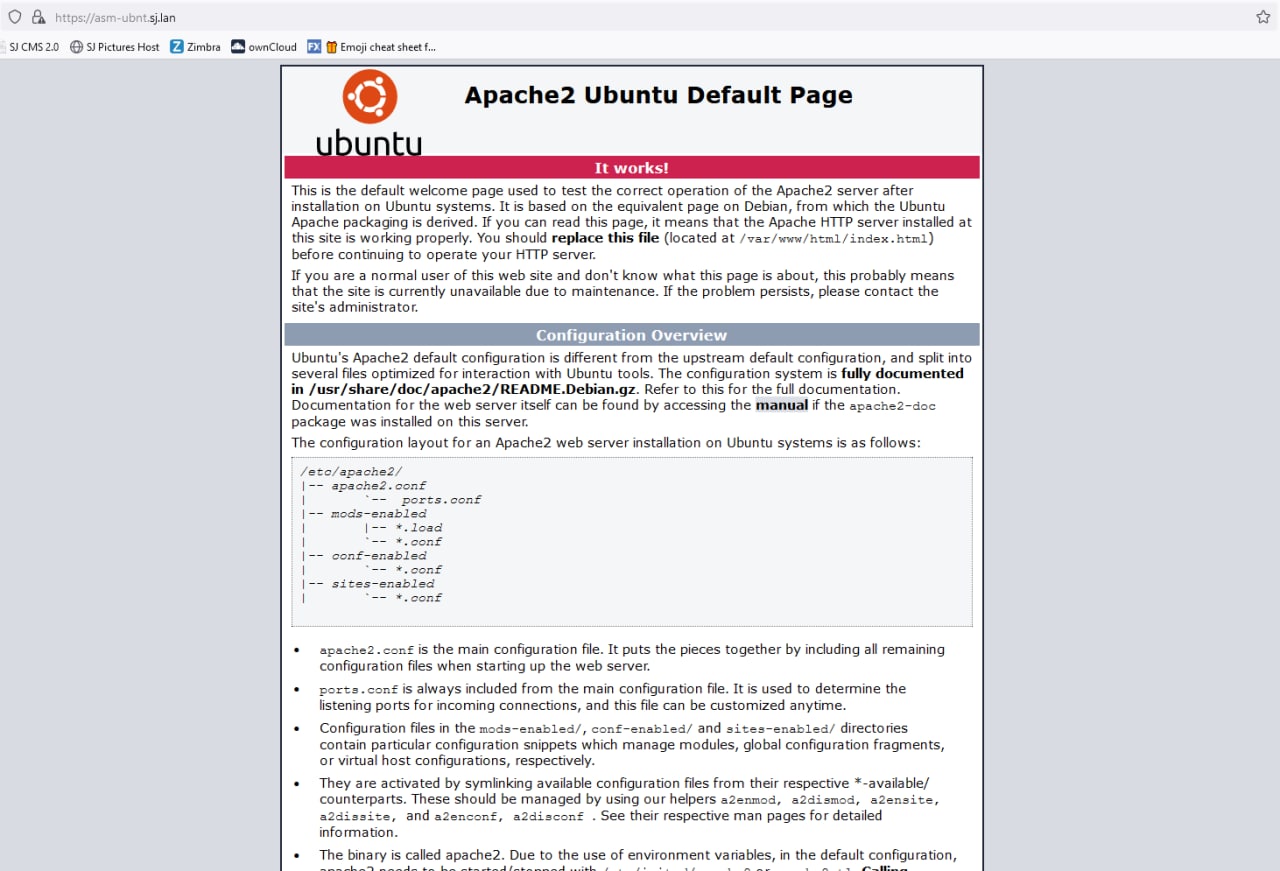 https://asm-ubnt.sj.lan
SJ CMS 2.0 SJ Pictures Host Zimbra ownCloud FX Emoji cheat sheet f...
ubuntu
Apache2 Ubuntu Default Page
It works!
This is the default welcome page used to test the correct operation of the Apache2 server after
installation on Ubuntu systems. It is based on the equivalent page on Debian, from which the Ubuntu
Apache packaging is derived. If you can read this page, it means that the Apache HTTP server installed at
this site is working properly. You should replace this file (located at /var/www/html/index.html)
before continuing to operate your HTTP server.
If you are a normal user of this web site and don't know what this page is about, this probably means
that the site is currently unavailable due to maintenance. If the problem persists, please contact the
site's administrator.
Configuration Overview
Ubuntu's Apache2 default configuration is different from the upstream default configuration, and split into
several files optimized for interaction with Ubuntu tools. The configuration system is fully documented
in /usr/share/doc/apache2/README.Debian.gz. Refer to this for the full documentation.
Documentation for the web server itself can be found by accessing the manual if the apache2-doc
package was installed on this server.
The configuration layout for an Apache2 web server installation on Ubuntu systems is as follows:
/etc/apache2/
|-- apache2.conf
|       `--  ports.conf
|-- mods-enabled
|       |-- *.load
|       `-- *.conf
|-- conf-enabled
|       `-- *.conf
|-- sites-enabled
|       `-- *.conf
• apache2.conf is the main configuration file. It puts the pieces together by including all remaining
configuration files when starting up the web server.
• ports.conf is always included from the main configuration file. It is used to determine the
listening ports for incoming connections, and this file can be customized anytime.
• Configuration files in the mods-enabled/, conf-enabled/ and sites-enabled/ directories
contain particular configuration snippets which manage modules, global configuration fragments,
or virtual host configurations, respectively.
• They are activated by symlinking available configuration files from their respective *-available/
counterparts. These should be managed by using our helpers a2enmod, a2dismod, a2ensite,
a2dissite, and a2enconf, a2disconf . See their respective man pages for detailed
information.
• The binary is called apache2. Due to the use of environment variables, in the default configuration,
apache2 needs to be started/stopped with Calling